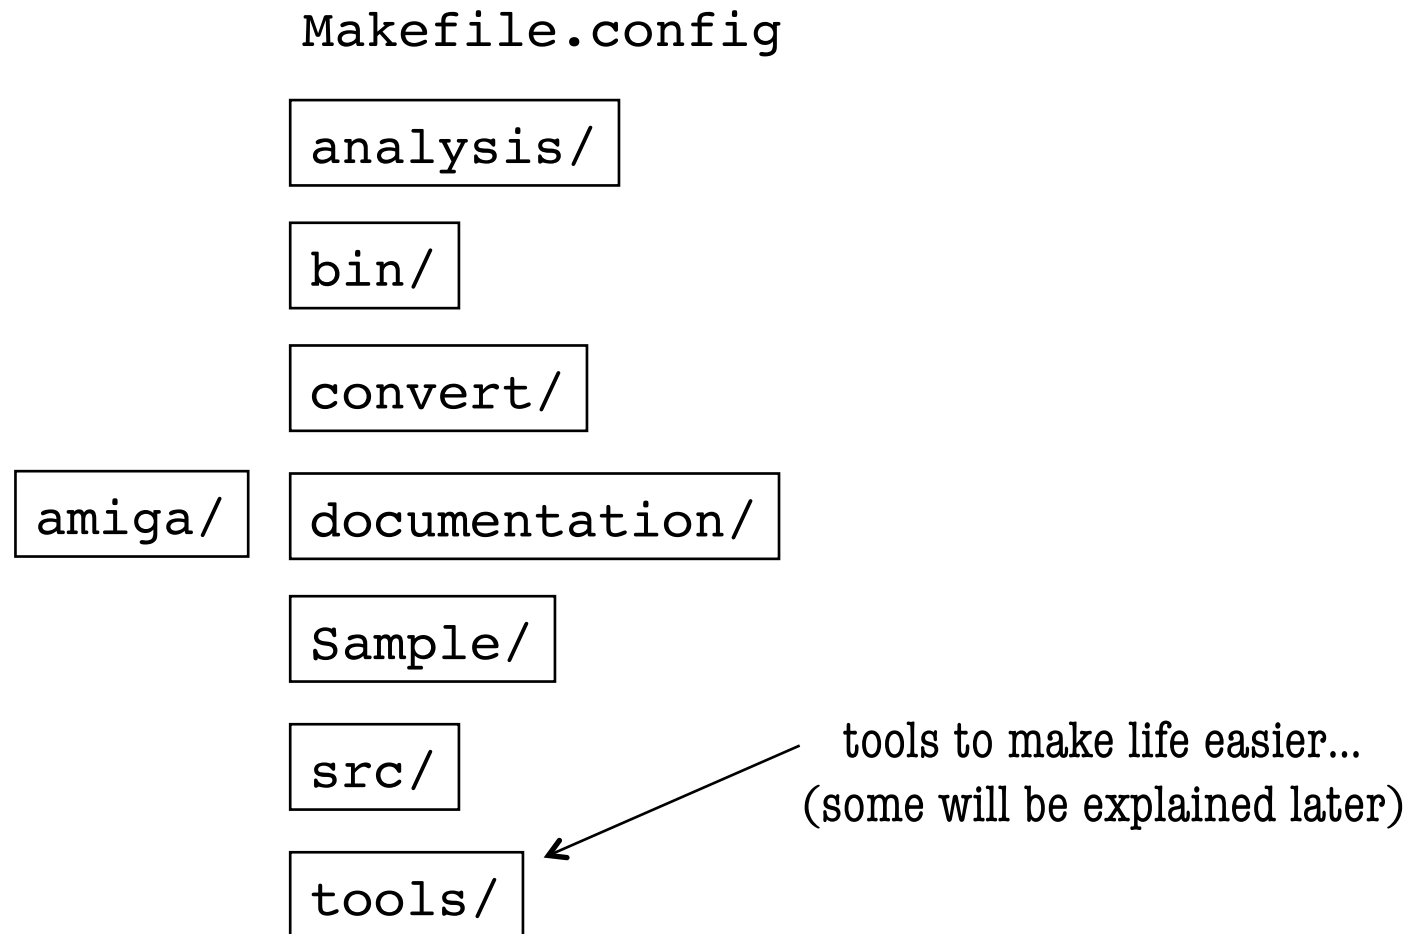 Makefile.config
analysis/
bin/
convert/
amiga/
documentation/
Sample/
src/
tools to make life easier...
(some will be explained later)
tools/